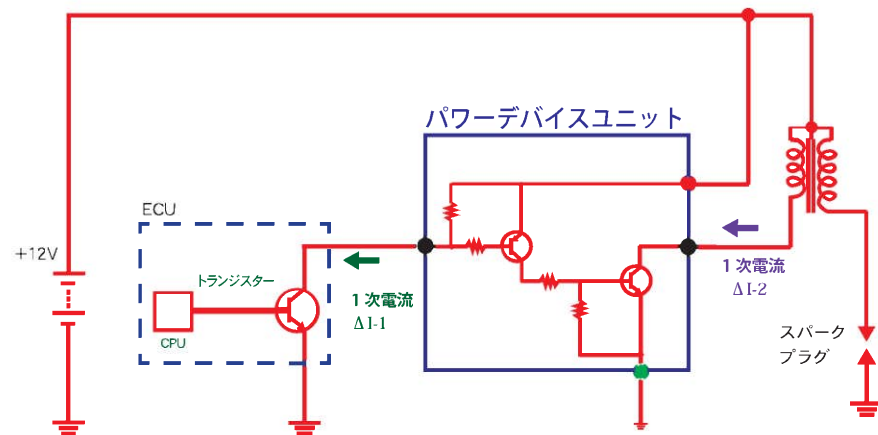 パワーデバイスユニット
ECU
+12V
トランジスター
CPU
1次電流
ΔI-1
1次電流
ΔI-2
スパーク
プラグ